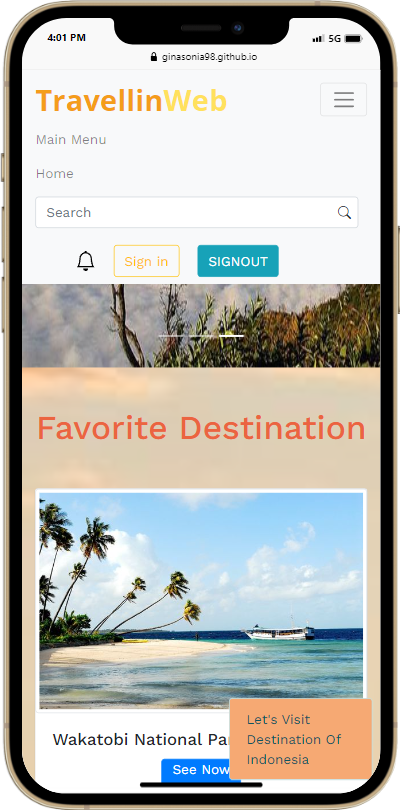 4:01 PM
5G
ginasonia98.github.io
TravellinWeb
Main Menu
Home
Search
Sign in
SIGNOUT
Favorite Destination
Wakatobi National Pa
See Now
Let's Visit
Destination Of
Indonesia